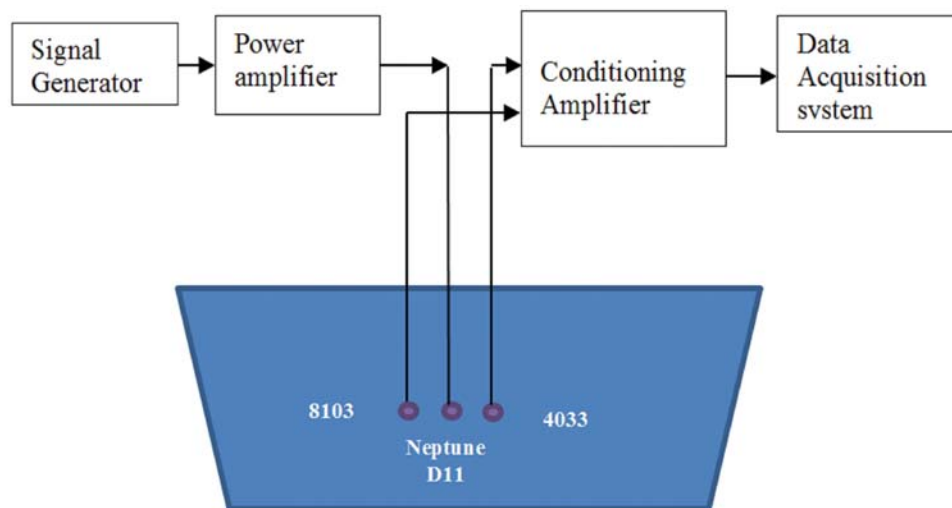 Signal
Generator
Power
amplifier
Conditioning
Amplifier
Data
Acquisition
svstem
8103
4033
Neptune
D11